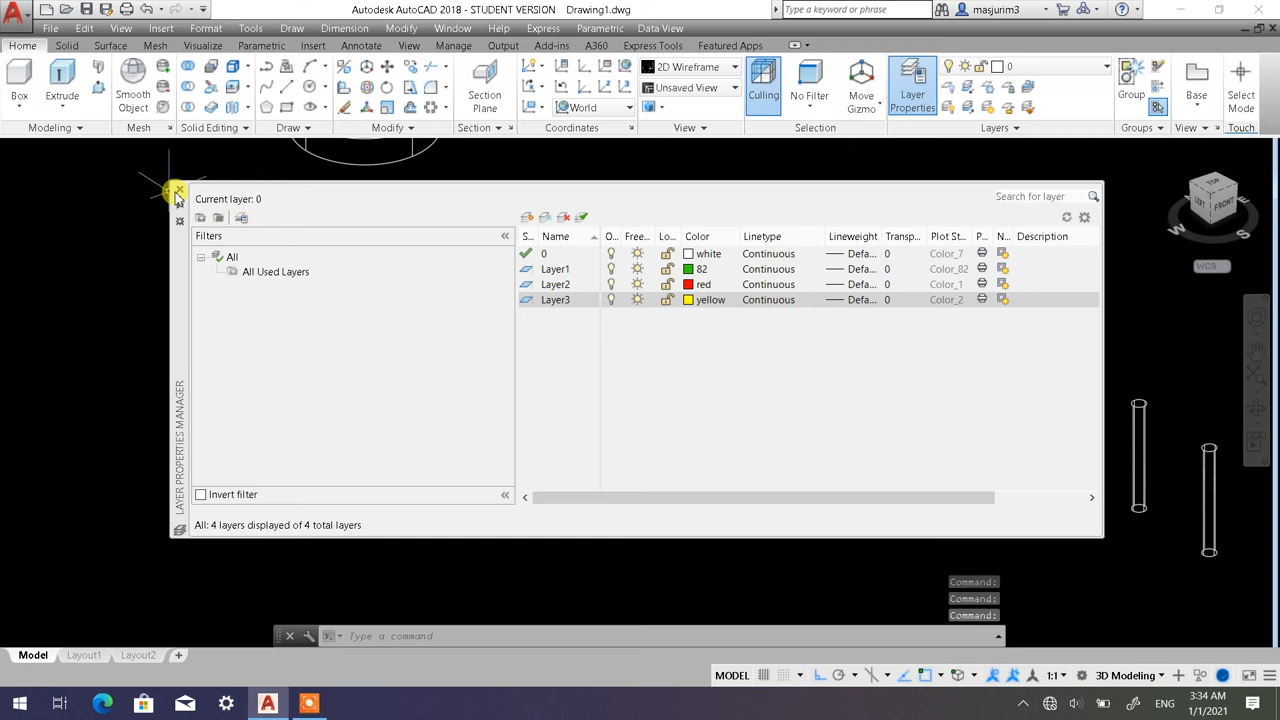 Autodesk AutoCAD 2018 - STUDENT VERSION Drawing1.dwg
Type a keyword or phrase
masjurim3
File Edit View Insert Format Tools Draw Dimension Modify Window Help Express Parametric Data View
Home Solid Surface Mesh Visualize Parametric Insert Annotate View Manage Output Add-ins A360 Express Tools Featured Apps
2D Wireframe
0
Unsaved View
World
Box Extrude Smooth Object Section Plane Culling No Filter Move Gizmo Layer Properties Group Base Select Mode
Modeling Mesh Solid Editing Draw Modify Section Coordinates View Selection Layers Groups View Touch
TOP
LEFT FRONT
W S
WCS
Current layer: 0
Search for layer
Filters
S.. Name O.. Free... Lo... Color Linetype Lineweight Transp... Plot St... P... N... Description
All
All Used Layers
0 white Continuous Defa... 0 Color_7
Layer1 82 Continuous Defa... 0 Color_82
Layer2 red Continuous Defa... 0 Color_1
Layer3 yellow Continuous Defa... 0 Color_2
LAYER PROPERTIES MANAGER
Invert filter
All: 4 layers displayed of 4 total layers
Command:
Command:
Command:
Type a command
Model Layout1 Layout2
MODEL 1:1 3D Modeling
ENG
3:34 AM
1/1/2021